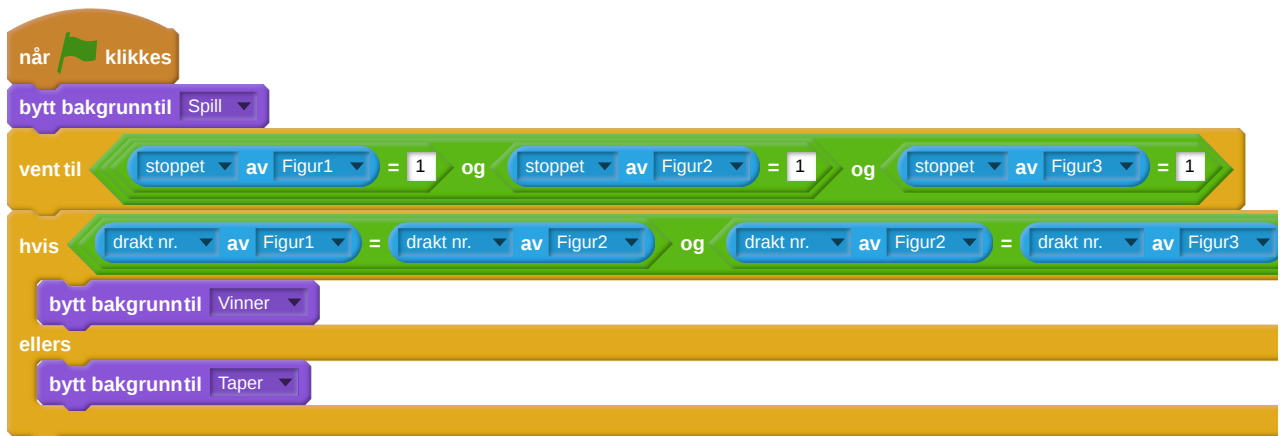 når klikkes
bytt bakgrunn til Spill
vent til stoppet av Figur1 = 1 og stoppet av Figur2 = 1 og stoppet av Figur3 = 1
hvis drakt nr. av Figur1 = drakt nr. av Figur2 og drakt nr. av Figur2 = drakt nr. av Figur3
bytt bakgrunn til Vinner
ellers
bytt bakgrunn til Taper